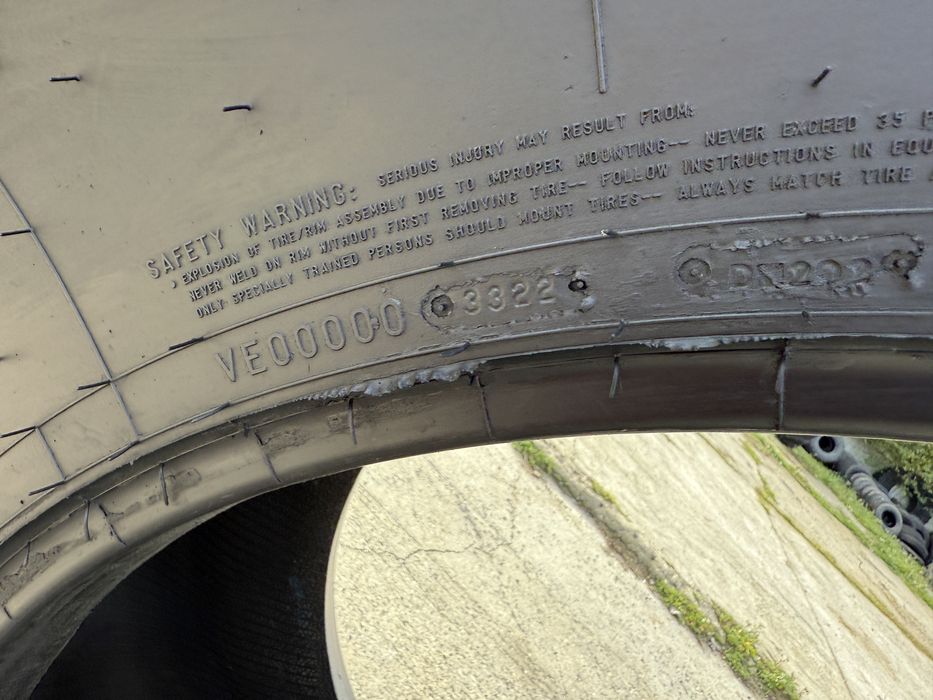 SAFETY WARNING: SERIOUS INJURY MAY RESULT FROM:
EXPLOSION OF TIRE/RIM ASSEMBLY DUE TO IMPROPER MOUNTING-- NEVER EXCEED 35 P
NEVER WELD ON RIM WITHOUT FIRST REMOVING TIRE-- FOLLOW INSTRUCTIONS IN EQU
ONLY SPECIALLY TRAINED PERSONS SHOULD MOUNT TIRES-- ALWAYS MATCH TIRE
VE00000 3322